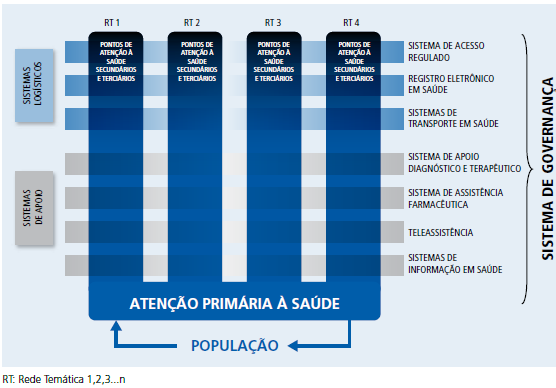 RT 1
RT 2
RT 3
RT 4
PONTOS DE
ATENÇÃO À
SAÚDE
SECUNDÁRIOS
E TERCIÁRIOS
PONTOS DE
ATENÇÃO À
SAÚDE
SECUNDÁRIOS
E TERCIÁRIOS
PONTOS DE
ATENÇÃO À
SAÚDE
SECUNDÁRIOS
E TERCIÁRIOS
PONTOS DE
ATENÇÃO À
SAÚDE
SECUNDÁRIOS
E TERCIÁRIOS
SISTEMAS
LOGÍSTICOS
SISTEMA DE ACESSO
REGULADO
REGISTRO ELETRÔNICO
EM SAÚDE
SISTEMAS DE
TRANSPORTE EM SAÚDE
SISTEMAS
DE APOIO
SISTEMA DE APOIO
DIAGNÓSTICO E TERAPÊUTICO
SISTEMA DE ASSISTÊNCIA
FARMACÊUTICA
TELEASSISTÊNCIA
SISTEMAS DE
INFORMAÇÃO EM SAÚDE
SISTEMA DE GOVERNANÇA
ATENÇÃO PRIMÁRIA À SAÚDE
POPULAÇÃO
RT: Rede Temática 1,2,3...n